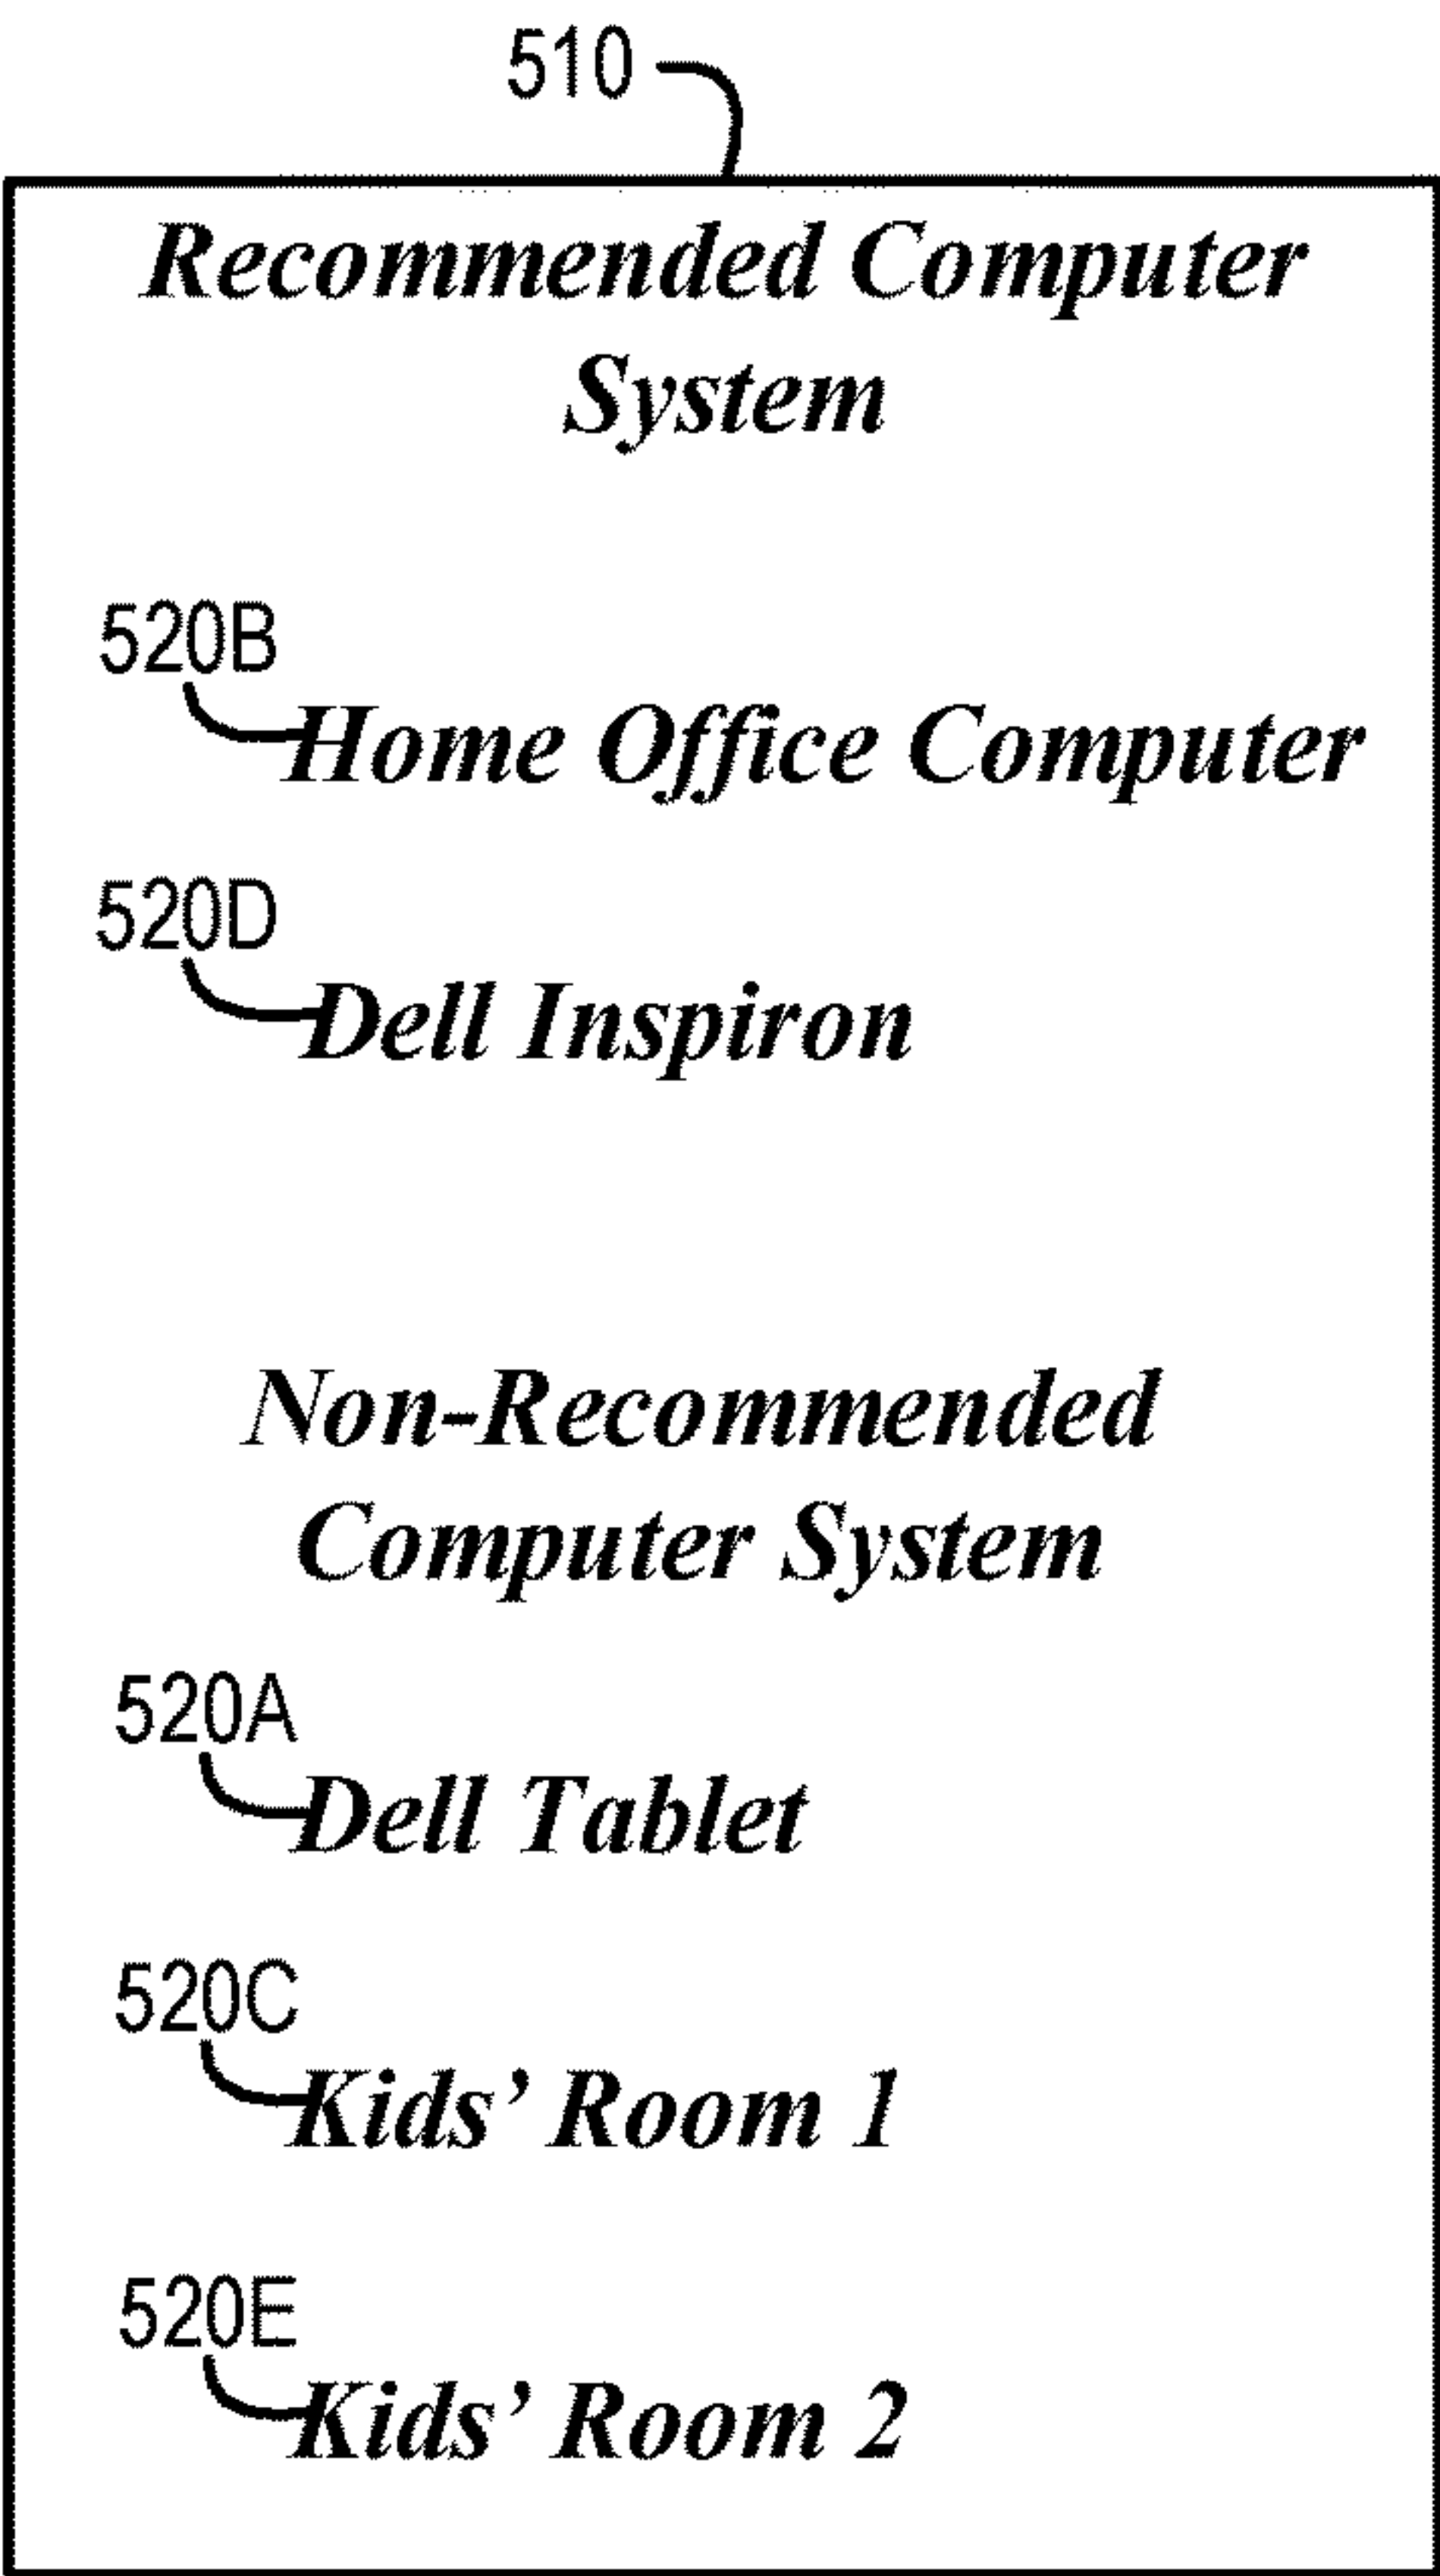 510
Recommended Computer
System
520B
Home Office Computer
520D
Dell Inspiron
Non-Recommended
Computer System
520A
Dell Tablet
520C
Kids’ Room 1
520E
Kids’ Room 2